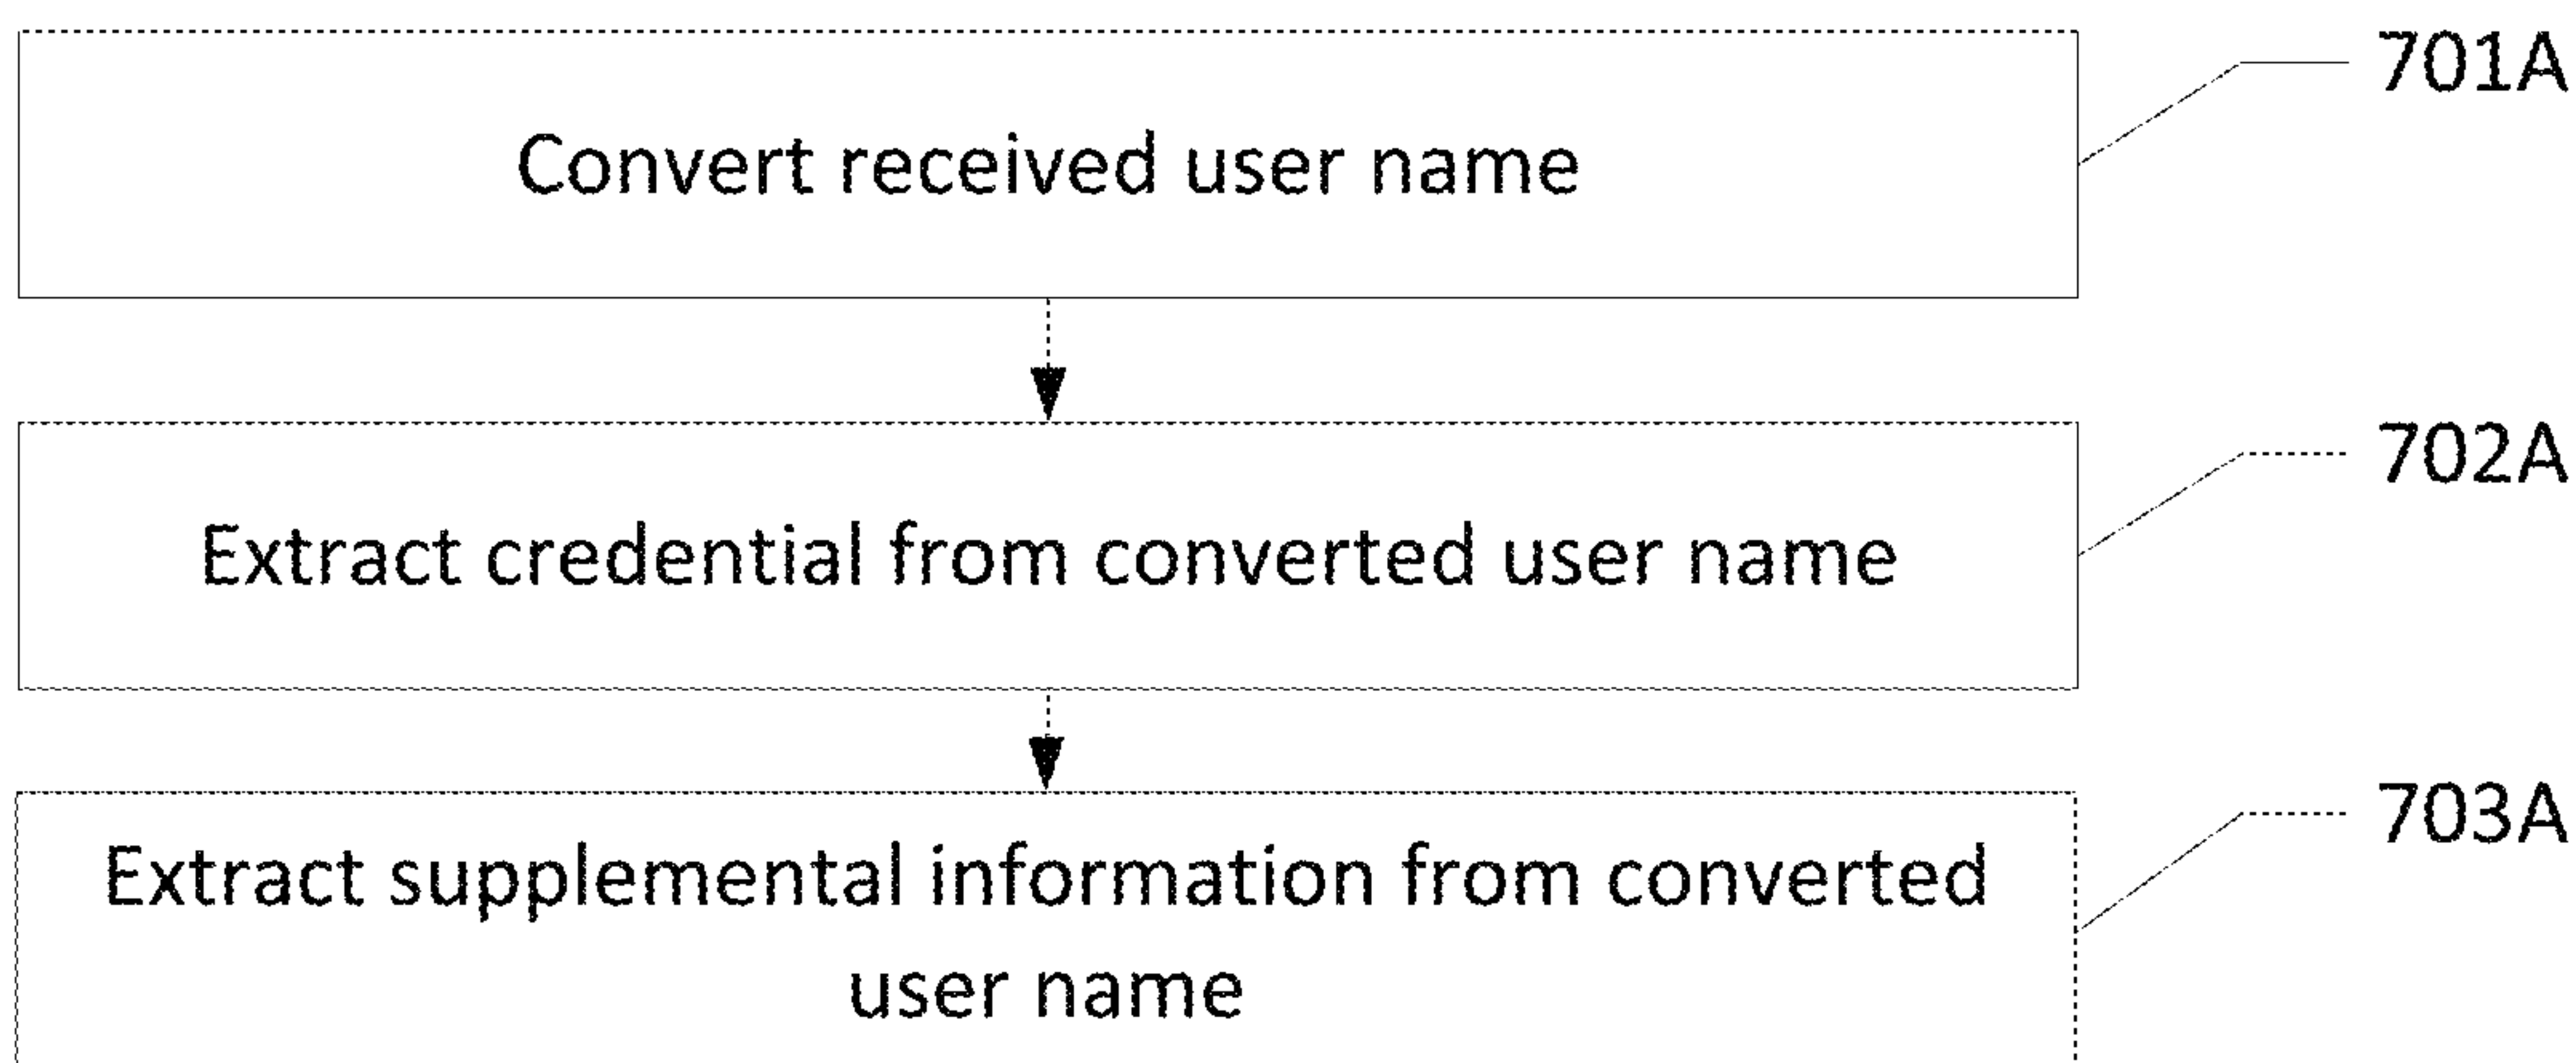 701A
Convert received user name
702A
Extract credential from converted user name
703A
Extract supplemental information from converted
user name